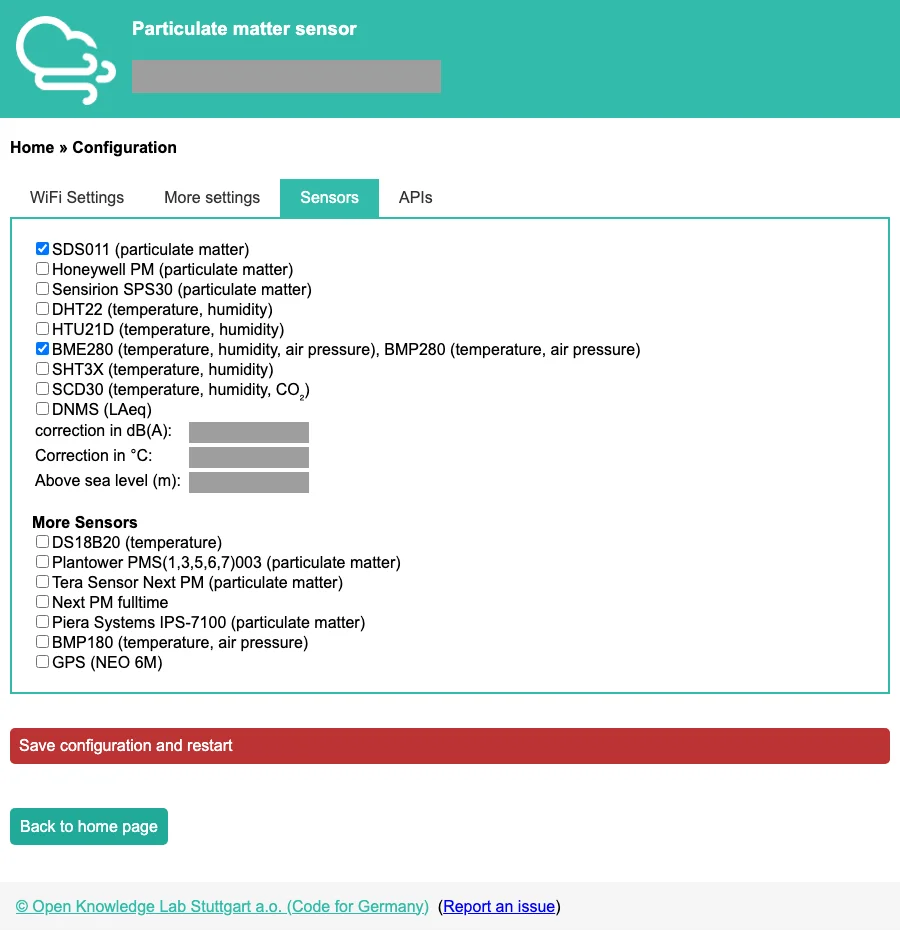 Particulate matter sensor
Home » Configuration
WiFi Settings More settings Sensors APIs
SDS011 (particulate matter)
Honeywell PM (particulate matter)
Sensirion SPS30 (particulate matter)
DHT22 (temperature, humidity)
HTU21D (temperature, humidity)
BME280 (temperature, humidity, air pressure), BMP280 (temperature, air pressure)
SHT3X (temperature, humidity)
SCD30 (temperature, humidity, CO₂)
DNMS (LAeq)
correction in dB(A):
Correction in °C:
Above sea level (m):
More Sensors
DS18B20 (temperature)
Plantower PMS(1,3,5,6,7)003 (particulate matter)
Tera Sensor Next PM (particulate matter)
Next PM fulltime
Piera Systems IPS-7100 (particulate matter)
BMP180 (temperature, air pressure)
GPS (NEO 6M)
Save configuration and restart
Back to home page
© Open Knowledge Lab Stuttgart a.o. (Code for Germany) (Report an issue)